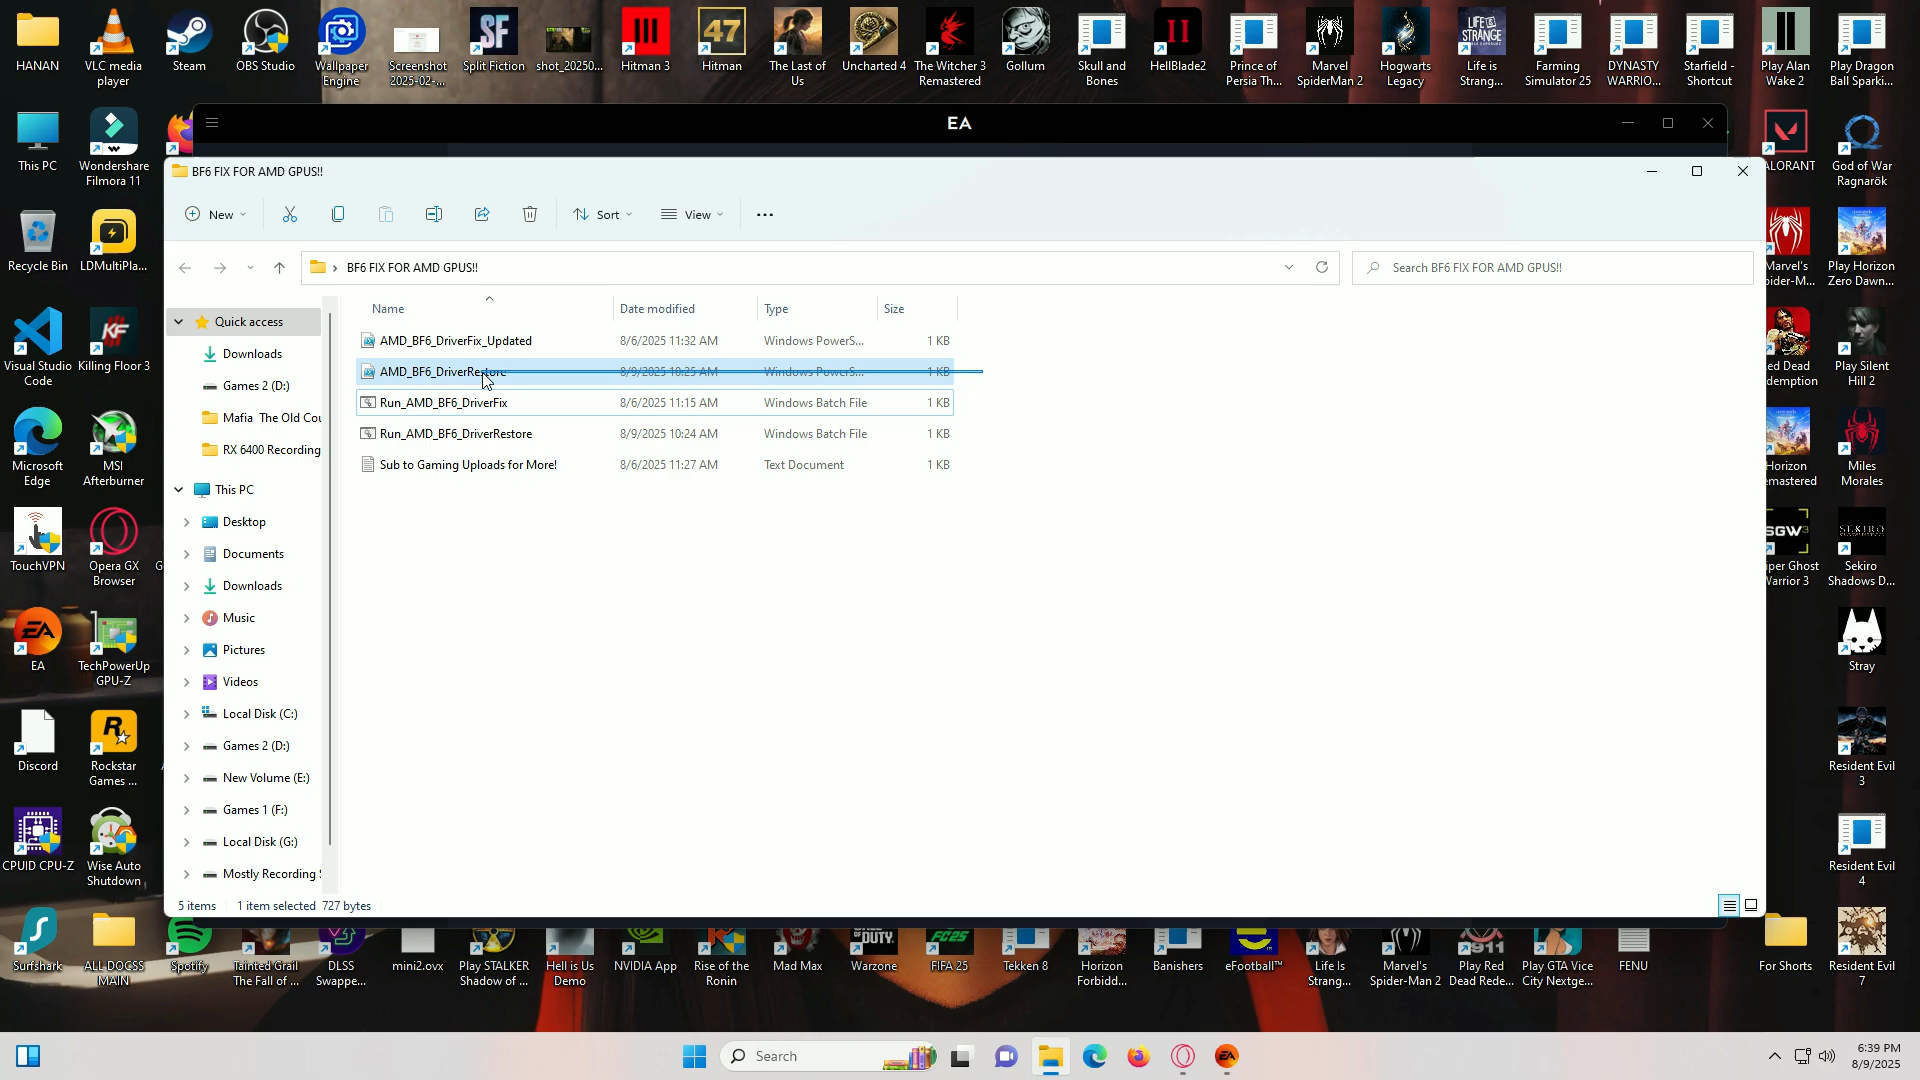 HANAN
VLC media
player
Steam
OBS Studio
Wallpaper
Engine
Screenshot
2025-02-...
Split Fiction
shot_20250...
Hitman 3
Hitman
The Last of
Us
Uncharted 4
The Witcher 3
Remastered
Gollum
Skull and
Bones
HellBlade2
Prince of
Persia Th...
Marvel
SpiderMan 2
Hogwarts
Legacy
Life is
Strang...
Farming
Simulator 25
DYNASTY
WARRIO...
Starfield -
Shortcut
Play Alan
Wake 2
Play Dragon
Ball Sparki...
EA
BF6 FIX FOR AMD GPUS!!
New
Sort
View
BF6 FIX FOR AMD GPUS!!
Search BF6 FIX FOR AMD GPUS!!
Name
Date modified
Type
Size
AMD_BF6_DriverFix_Updated
8/6/2025 11:32 AM
Windows PowerS...
1 KB
AMD_BF6_DriverRestore
8/9/2025 10:25 AM
Windows PowerS...
1 KB
Run_AMD_BF6_DriverFix
8/6/2025 11:15 AM
Windows Batch File
1 KB
Run_AMD_BF6_DriverRestore
8/9/2025 10:24 AM
Windows Batch File
1 KB
Sub to Gaming Uploads for More!
8/6/2025 11:27 AM
Text Document
1 KB
Quick access
Downloads
Games 2 (D:)
Mafia The Old Cou
RX 6400 Recording
This PC
Desktop
Documents
Downloads
Music
Pictures
Videos
Local Disk (C:)
Games 2 (D:)
New Volume (E:)
Games 1 (F:)
Local Disk (G:)
Mostly Recording S
5 items
1 item selected 727 bytes
This PC
Wondershare
Filmora 11
Recycle Bin
LDMultiPla...
Visual Studio
Code
Killing Floor 3
Microsoft
Edge
MSI
Afterburner
TouchVPN
Opera GX
Browser
EA
TechPowerUp
GPU-Z
Discord
Rockstar
Games ...
CPUID CPU-Z
Wise Auto
Shutdown
Surfshark
ALL DOCSS
MAIN
ALORANT
God of War
Ragnarök
Marvel's
pider-M...
Play Horizon
Zero Dawn...
ed Dead
demption
Play Silent
Hill 2
Horizon
emastered
Miles
Morales
SGW3
iper Ghost
Warrior 3
SEKIRO
Sekiro
Shadows D...
Stray
Resident Evil
3
Resident Evil
4
Spotify
Tainted Grail
The Fall of ...
DLSS
Swappe...
mini2.ovx
Play STALKER
Shadow of ...
Hell is Us
Demo
NVIDIA App
Rise of the
Ronin
Mad Max
Warzone
FIFA 25
Tekken 8
Horizon
Forbidd...
Banishers
eFootball™
Life Is
Strang...
Marvel's
Spider-Man 2
Play Red
Dead Rede...
Play GTA Vice
City Nextge...
FENU
For Shorts
Resident Evil
7
Search
6:39 PM
8/9/2025